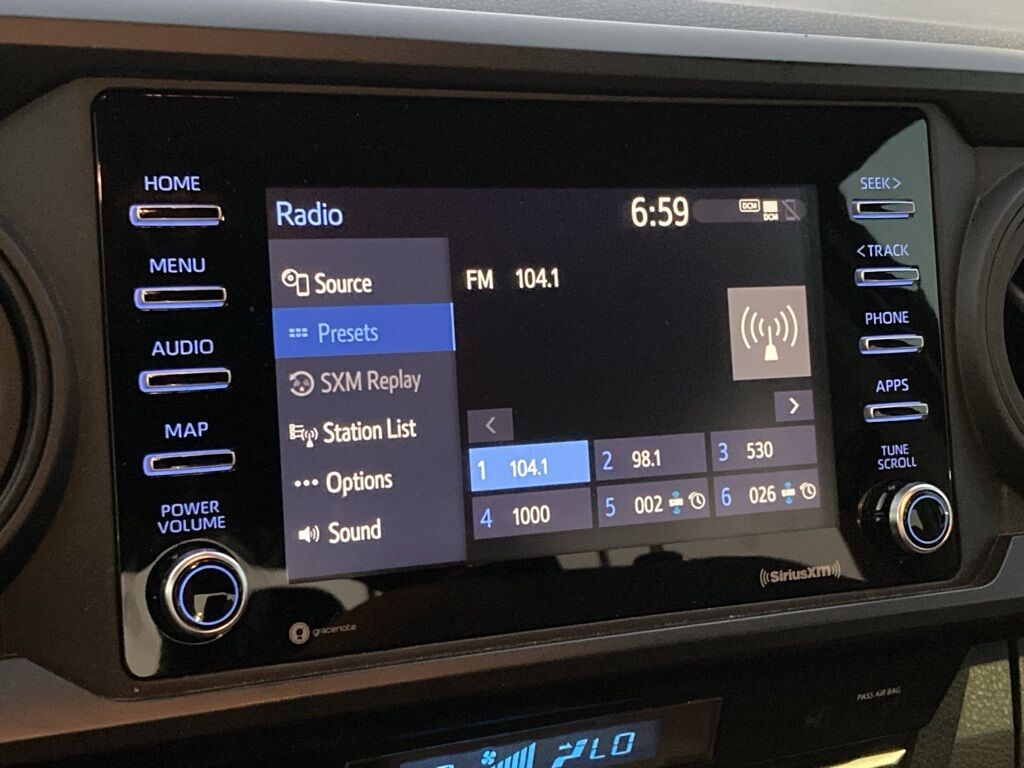 HOME
MENU
AUDIO
MAP
POWER
VOLUME
Radio
6:59
DCM
DCM
Source
Presets
SXM Replay
Station List
Options
Sound
FM 104.1
<
>
1 104.1
2 98.1
3 530
4 1000
5 002
6 026
SEEK >
< TRACK
PHONE
APPS
TUNE
SCROLL
gracenote
((SiriusXM))
PASS AIR BAG
LO